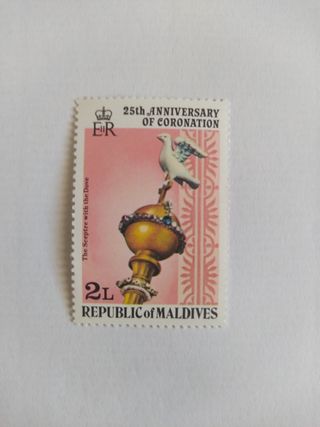 25th ANNIVERSARY
OF CORONATION
EIIR
The Sceptre with the Dove
2L
REPUBLIC of MALDIVES